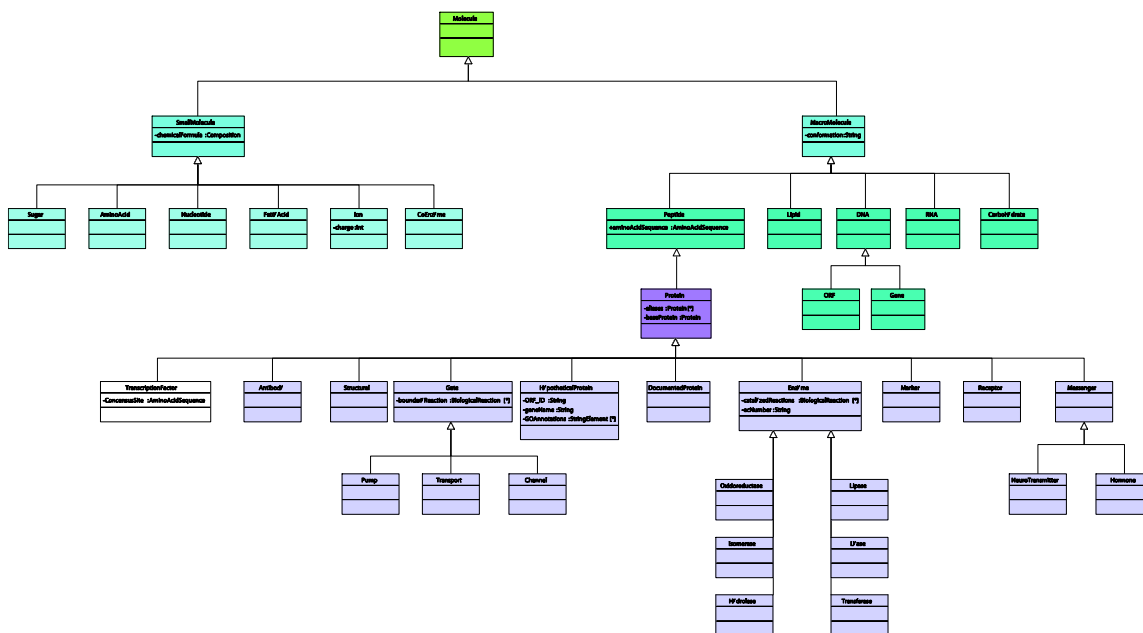 Molecule
SmallMolecule
-chemicalFormula :Composition
MacroMolecule
-conformation:String
Sugar
AminoAcid
Nucleotide
FattYAcid
Ion
-charge:int
CoEnzYme
Peptide
+aminoAcidSequence :AminoAcidSequence
Lipid
DNA
RNA
CarboHYdrate
Protein
-aliases :Protein[*]
-baseProtein :Protein
ORF
Gene
TranscriptionFactor
-ConcensusSite :AminoAcidSequence
AntibodY
Structural
Gate
-boundarYReaction :BiologicalReaction [*]
HYpotheticalProtein
-ORF_ID :String
-geneName :String
-GOAnnotations :StringElement [*]
DocumentedProtein
EnzYme
-catalYzedReactions :BiologicalReaction [*]
-ecNumber :String
Marker
Receptor
Messenger
Pump
Transport
Channel
Oxidoreductase
Lipase
NeuroTransmitter
Hormone
Isomerase
LYase
HYdrolase
Transferase